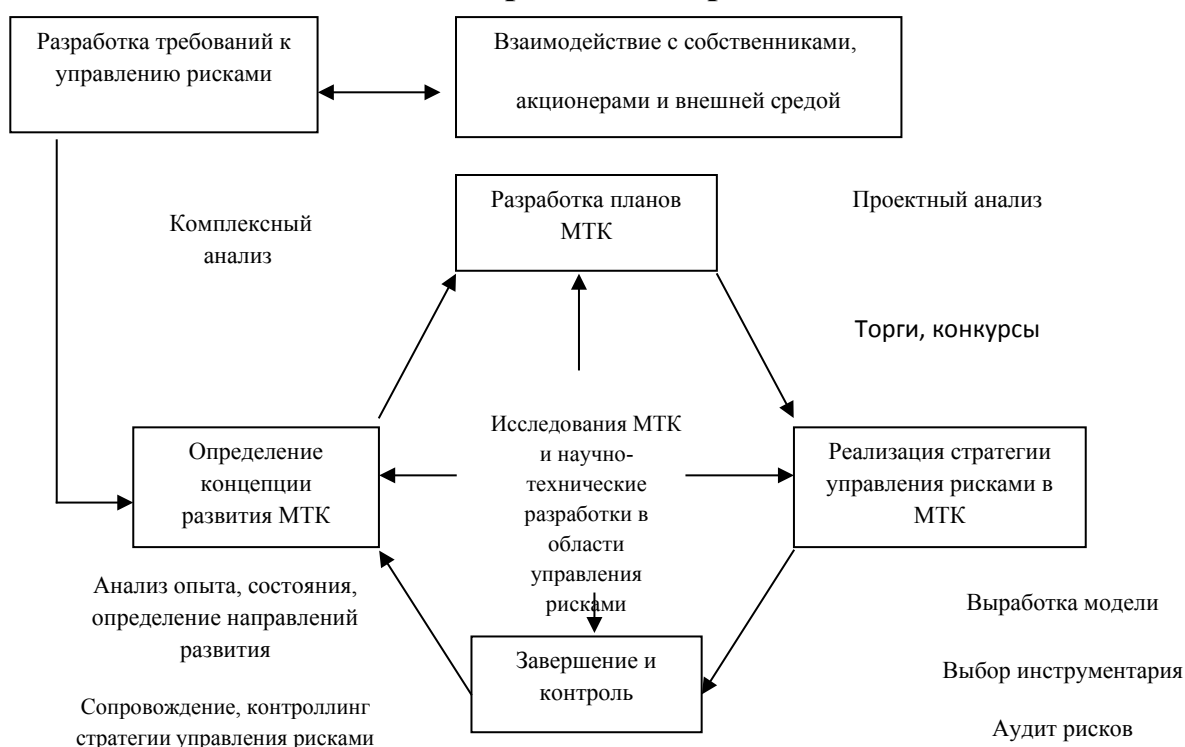 Разработка требований к
управлению рисками
Взаимодействие с собственниками,
акционерами и внешней средой
Разработка планов
МТК
Проектный анализ
Комплексный
анализ
Торги, конкурсы
Исследования МТК
и научно-
технические
разработки в
области
управления
рисками
Определение
концепции
развития МТК
Реализация стратегии
управления рисками в
МТК
Анализ опыта, состояния,
определение направлений
развития
Выработка модели
Завершение и
контроль
Выбор инструментария
Сопровождение, контроллинг
стратегии управления рисками
Аудит рисков